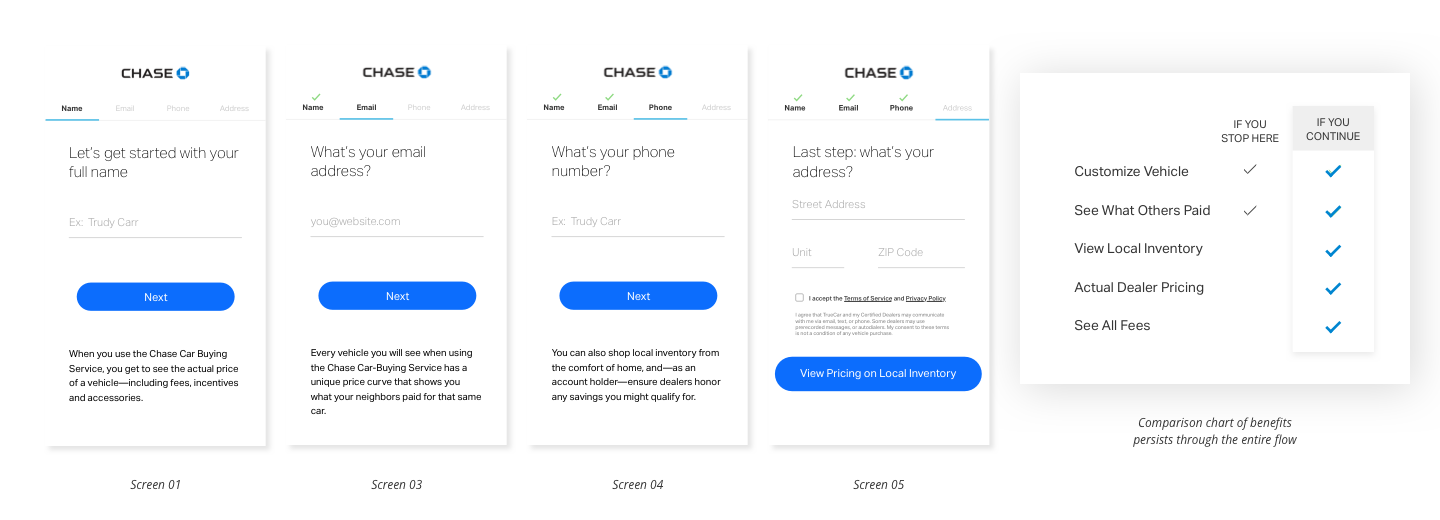 CHASE
Name Email Phone Address
Let's get started with your
full name
Ex: Trudy Carr
Next
When you use the Chase Car Buying
Service, you get to see the actual price
of a vehicle—including fees, incentives
and accessories.
Screen 01
CHASE
Name Email Phone Address
What's your email
address?
you@website.com
Next
Every vehicle you will see when using
the Chase Car-Buying Service has a
unique price curve that shows you
what your neighbors paid for that same
car.
Screen 03
CHASE
Name Email Phone Address
What's your phone
number?
Ex: Trudy Carr
Next
You can also shop local inventory from
the comfort of home, and—as an
account holder—ensure dealers honor
any savings you might qualify for.
Screen 04
CHASE
Name Email Phone Address
Last step: what's your
address?
Street Address
Unit ZIP Code
I accept the Terms of Service and Privacy Policy
I agree that TrueCar and my Certified Dealers may communicate
with me via email, text, or phone. Some dealers may use
prerecorded messages, or autodialers. My consent to these terms
is not a condition of any vehicle purchase.
View Pricing on Local Inventory
Screen 05
IF YOU
STOP HERE
IF YOU
CONTINUE
Customize Vehicle
See What Others Paid
View Local Inventory
Actual Dealer Pricing
See All Fees
Comparison chart of benefits
persists through the entire flow